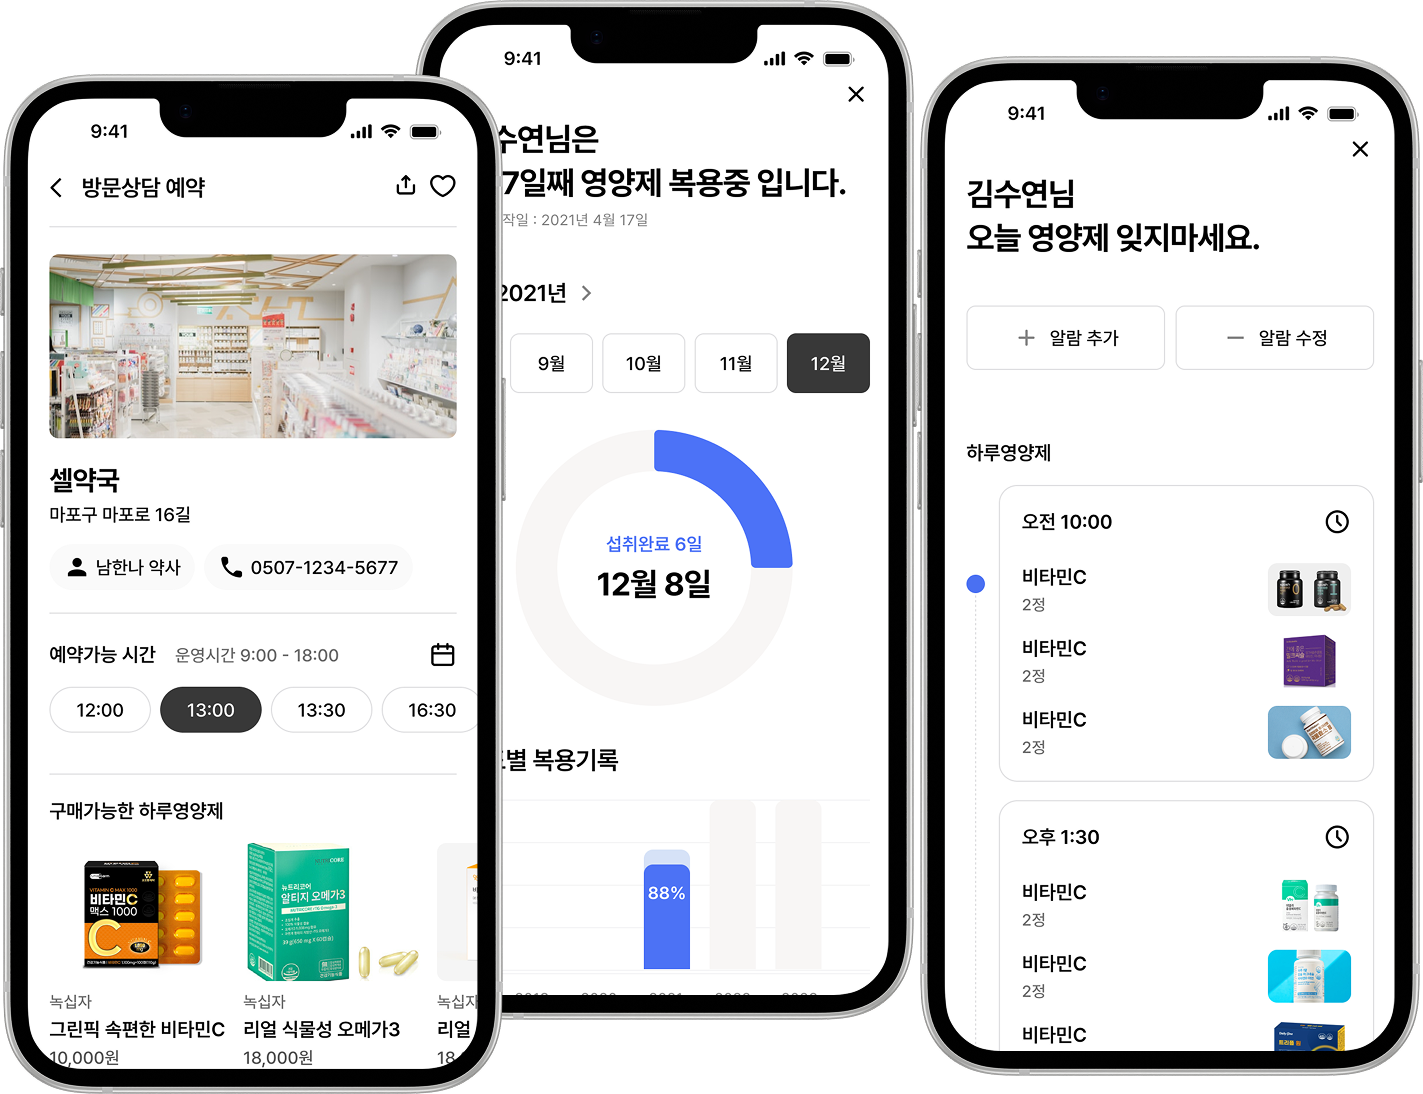 9:41
방문상담 예약
셀약국
마포구 마포로 16길
남한나 약사
0507-1234-5677
예약가능 시간
운영시간 9:00 - 18:00
12:00
13:00
13:30
16:30
구매가능한 하루영양제
VITAMIN C MAX 1000
비타민C
맥스 1000
C
녹십자
그린픽 속편한 비타민C
10,000원
CORE
뉴트리코어
알티지 오메가3
녹십자
리얼 식물성 오메가3
18,000원
녹십자
리얼
18
9:41
수연님은
7일째 영양제 복용중 입니다.
작일 : 2021년 4월 17일
2021년
9월
10월
11월
12월
섭취완료 6일
12월 8일
별 복용기록
88%
9:41
김수연님
오늘 영양제 잊지마세요.
알람 추가
알람 수정
하루영양제
오전 10:00
비타민C
2정
비타민C
2정
비타민C
2정
오후 1:30
비타민C
2정
비타민C
2정
비타민C